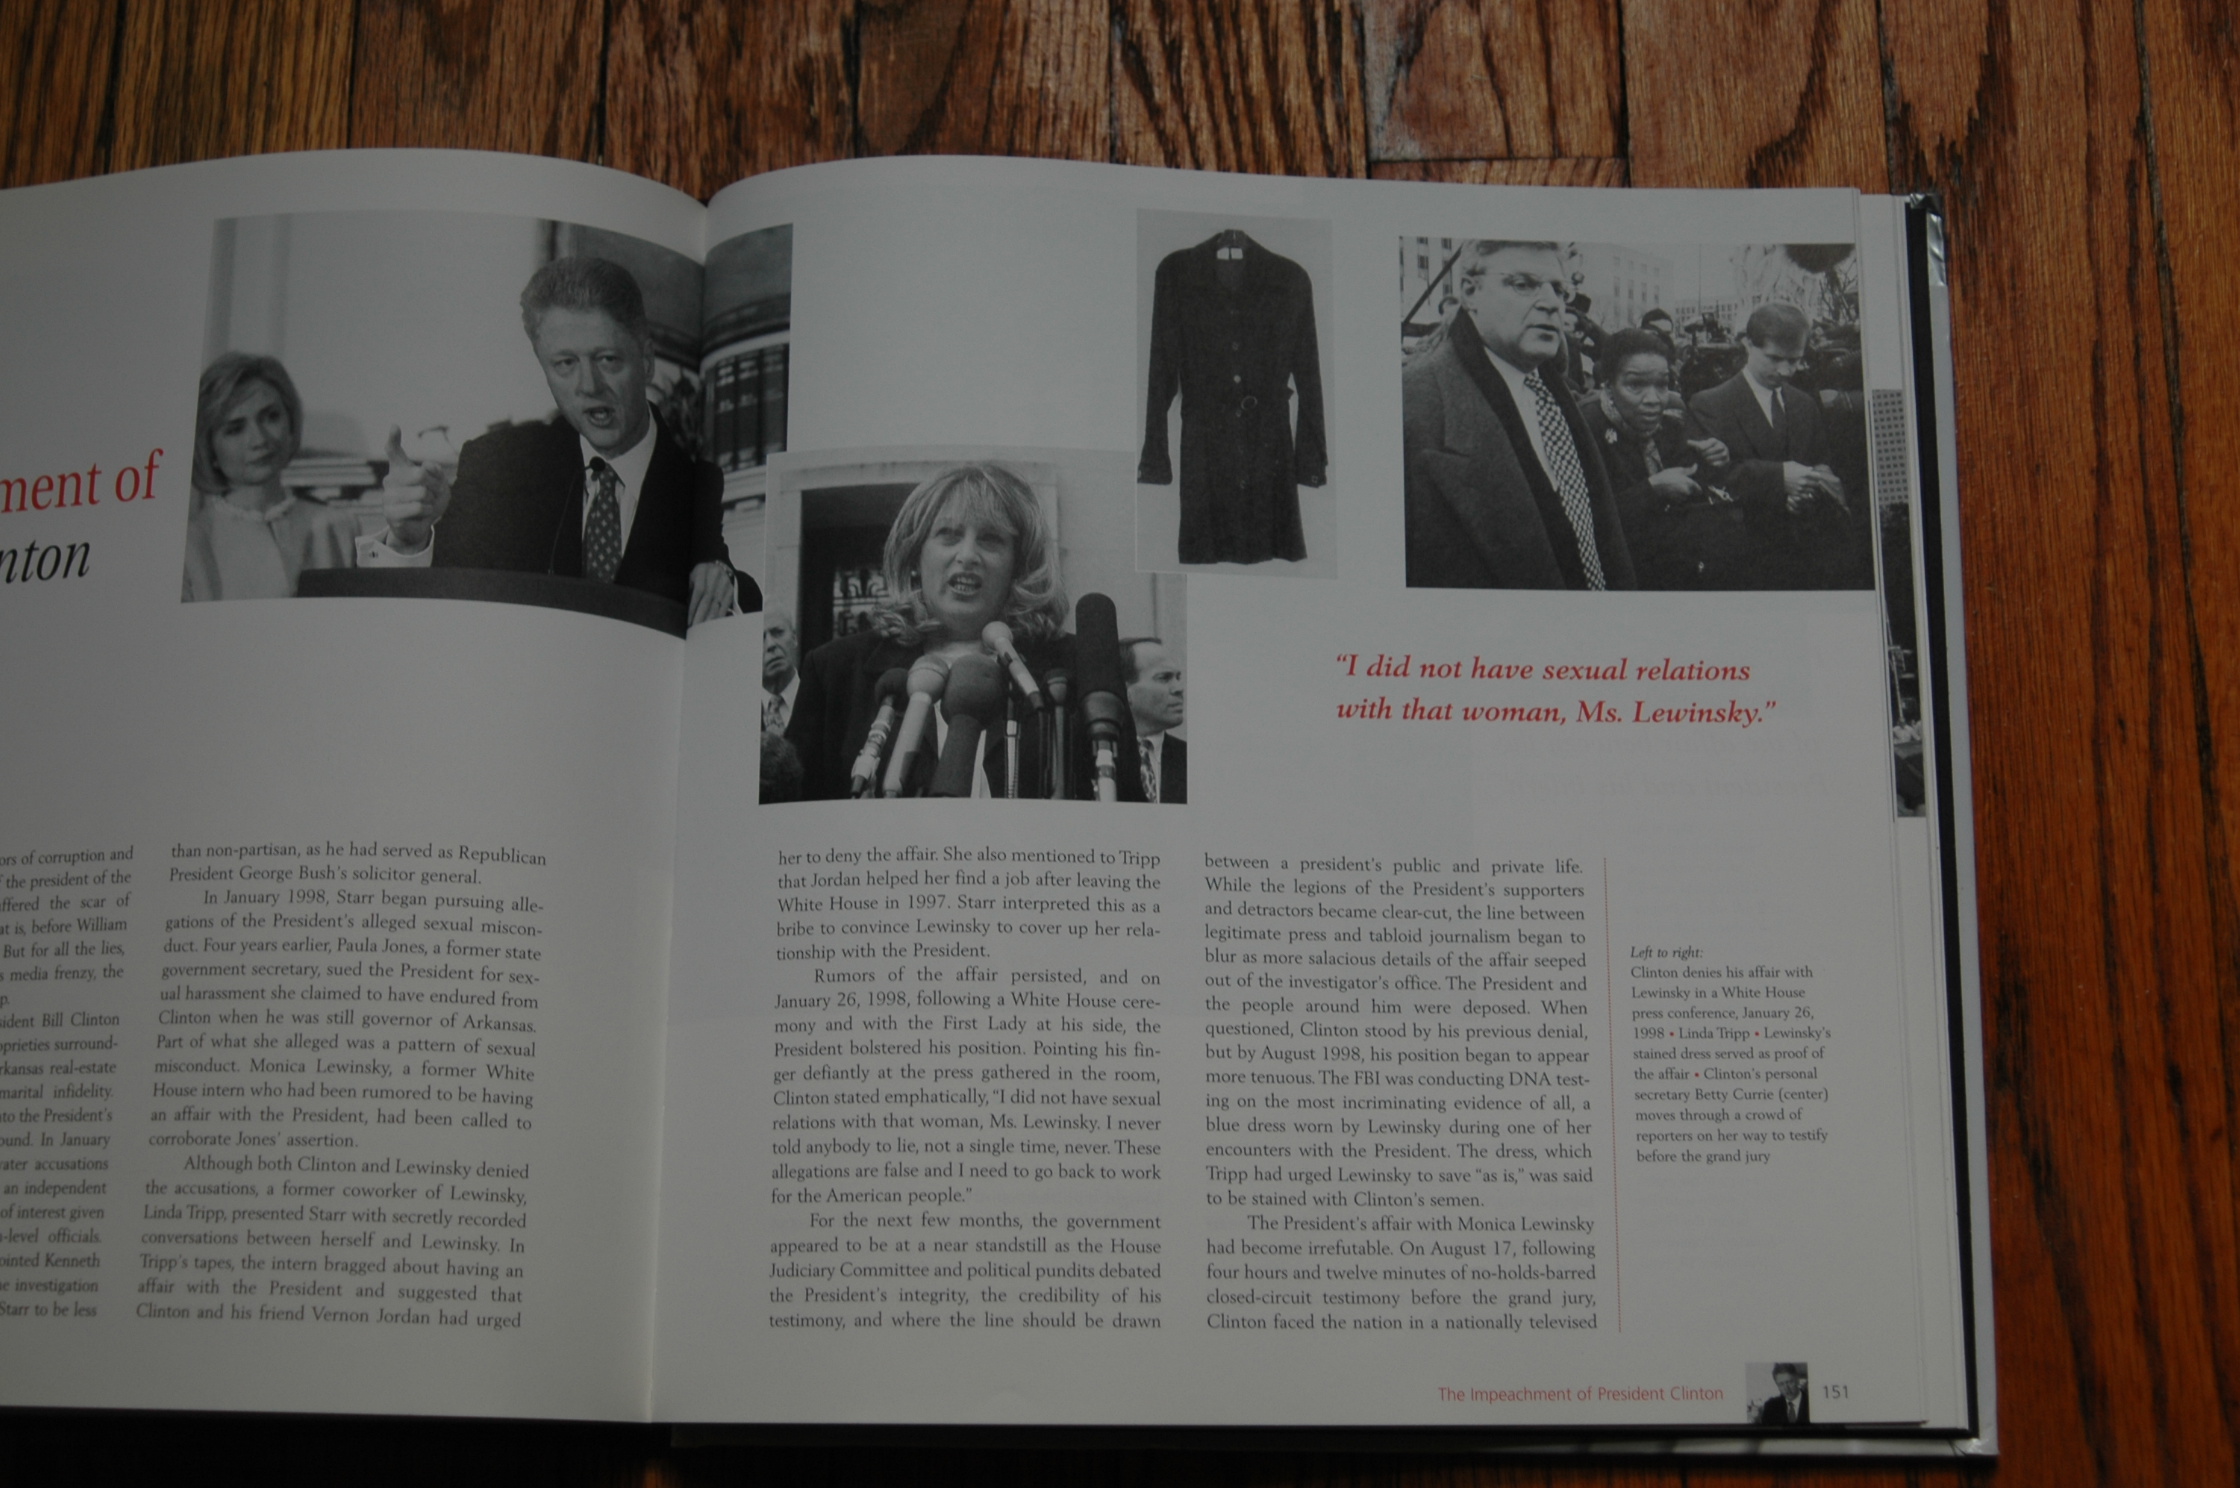 ment of
nton
ors of corruption and
f the president of the
uffered the scar of
at is, before William
But for all the lies,
s media frenzy, the
p.
sident Bill Clinton
oprieties surround-
rkansas real-estate
marital infidelity.
nto the President's
ound. In January
vater accusations
an independent
of interest given
-level officials.
ointed Kenneth
ne investigation
Starr to be less
than non-partisan, as he had served as Republican
President George Bush's solicitor general.
In January 1998, Starr began pursuing alle-
gations of the President's alleged sexual miscon-
duct. Four years earlier, Paula Jones, a former state
government secretary, sued the President for sex-
ual harassment she claimed to have endured from
Clinton when he was still governor of Arkansas.
Part of what she alleged was a pattern of sexual
misconduct. Monica Lewinsky, a former White
House intern who had been rumored to be having
an affair with the President, had been called to
corroborate Jones' assertion.
Although both Clinton and Lewinsky denied
the accusations, a former coworker of Lewinsky,
Linda Tripp, presented Starr with secretly recorded
conversations between herself and Lewinsky. In
Tripp's tapes, the intern bragged about having an
affair with the President and suggested that
Clinton and his friend Vernon Jordan had urged
her to deny the affair. She also mentioned to Tripp
that Jordan helped her find a job after leaving the
White House in 1997. Starr interpreted this as a
bribe to convince Lewinsky to cover up her rela-
tionship with the President.
Rumors of the affair persisted, and on
January 26, 1998, following a White House cere-
mony and with the First Lady at his side, the
President bolstered his position. Pointing his fin-
ger defiantly at the press gathered in the room,
Clinton stated emphatically, "I did not have sexual
relations with that woman, Ms. Lewinsky. I never
told anybody to lie, not a single time, never. These
allegations are false and I need to go back to work
for the American people."
For the next few months, the government
appeared to be at a near standstill as the House
Judiciary Committee and political pundits debated
the President's integrity, the credibility of his
testimony, and where the line should be drawn
"I did not have sexual relations
with that woman, Ms. Lewinsky."
between a president's public and private life.
While the legions of the President's supporters
and detractors became clear-cut, the line between
legitimate press and tabloid journalism began to
blur as more salacious details of the affair seeped
out of the investigator's office. The President and
the people around him were deposed. When
questioned, Clinton stood by his previous denial,
but by August 1998, his position began to appear
more tenuous. The FBI was conducting DNA test-
ing on the most incriminating evidence of all, a
blue dress worn by Lewinsky during one of her
encounters with the President. The dress, which
Tripp had urged Lewinsky to save "as is," was said
to be stained with Clinton's semen.
The President's affair with Monica Lewinsky
had become irrefutable. On August 17, following
four hours and twelve minutes of no-holds-barred
closed-circuit testimony before the grand jury,
Clinton faced the nation in a nationally televised
Left to right:
Clinton denies his affair with
Lewinsky in a White House
press conference, January 26,
1998 • Linda Tripp • Lewinsky's
stained dress served as proof of
the affair • Clinton's personal
secretary Betty Currie (center)
moves through a crowd of
reporters on her way to testify
before the grand jury
The Impeachment of President Clinton 151